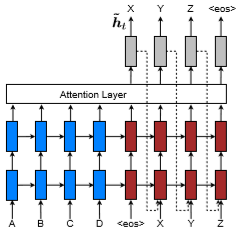 X Y Z <eos>
h̃ₜ
Attention Layer
A B C D <eos> X Y Z